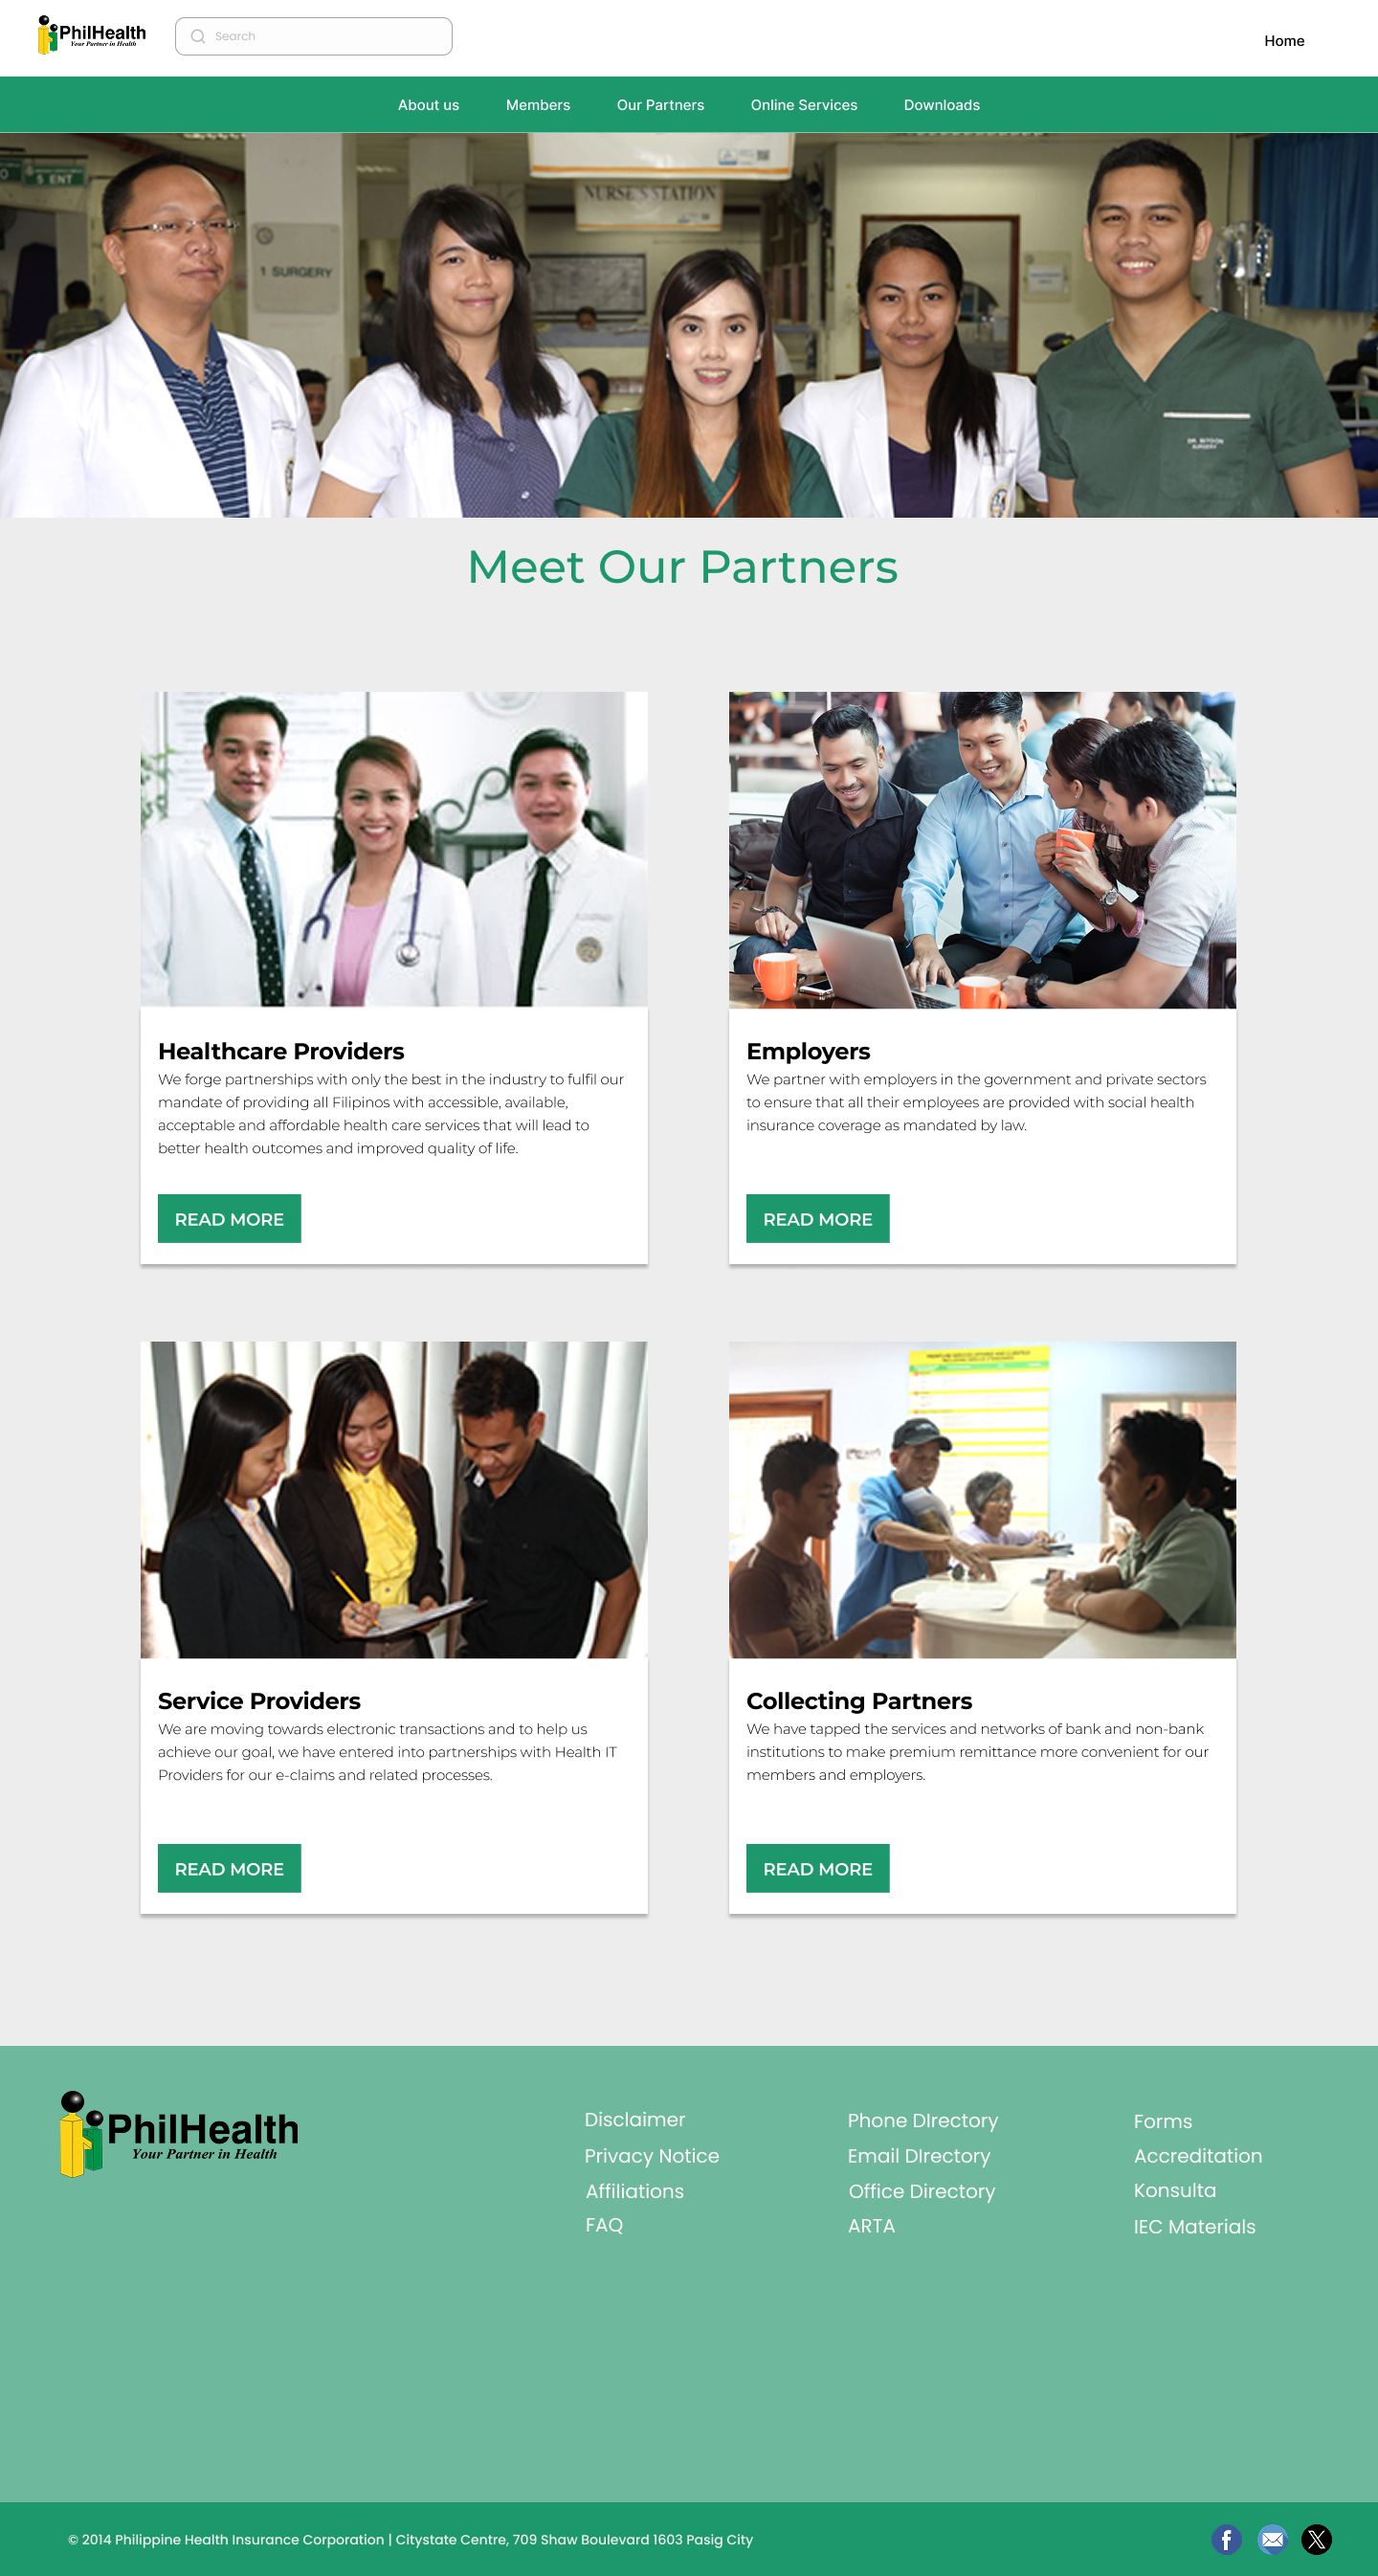 PhilHealth
Your Partner in Health
Search
Home
About us
Members
Our Partners
Online Services
Downloads
5 ENT
NURSE'S STATION
1 SURGERY
DR. BITOON
SURGERY
Meet Our Partners
Healthcare Providers
We forge partnerships with only the best in the industry to fulfil our
mandate of providing all Filipinos with accessible, available,
acceptable and affordable health care services that will lead to
better health outcomes and improved quality of life.
READ MORE
Employers
We partner with employers in the government and private sectors
to ensure that all their employees are provided with social health
insurance coverage as mandated by law.
READ MORE
Service Providers
We are moving towards electronic transactions and to help us
achieve our goal, we have entered into partnerships with Health IT
Providers for our e-claims and related processes.
READ MORE
Collecting Partners
We have tapped the services and networks of bank and non-bank
institutions to make premium remittance more convenient for our
members and employers.
READ MORE
PhilHealth
Your Partner in Health
Disclaimer
Privacy Notice
Affiliations
FAQ
Phone DIrectory
Email DIrectory
Office Directory
ARTA
Forms
Accreditation
Konsulta
IEC Materials
© 2014 Philippine Health Insurance Corporation | Citystate Centre, 709 Shaw Boulevard 1603 Pasig City